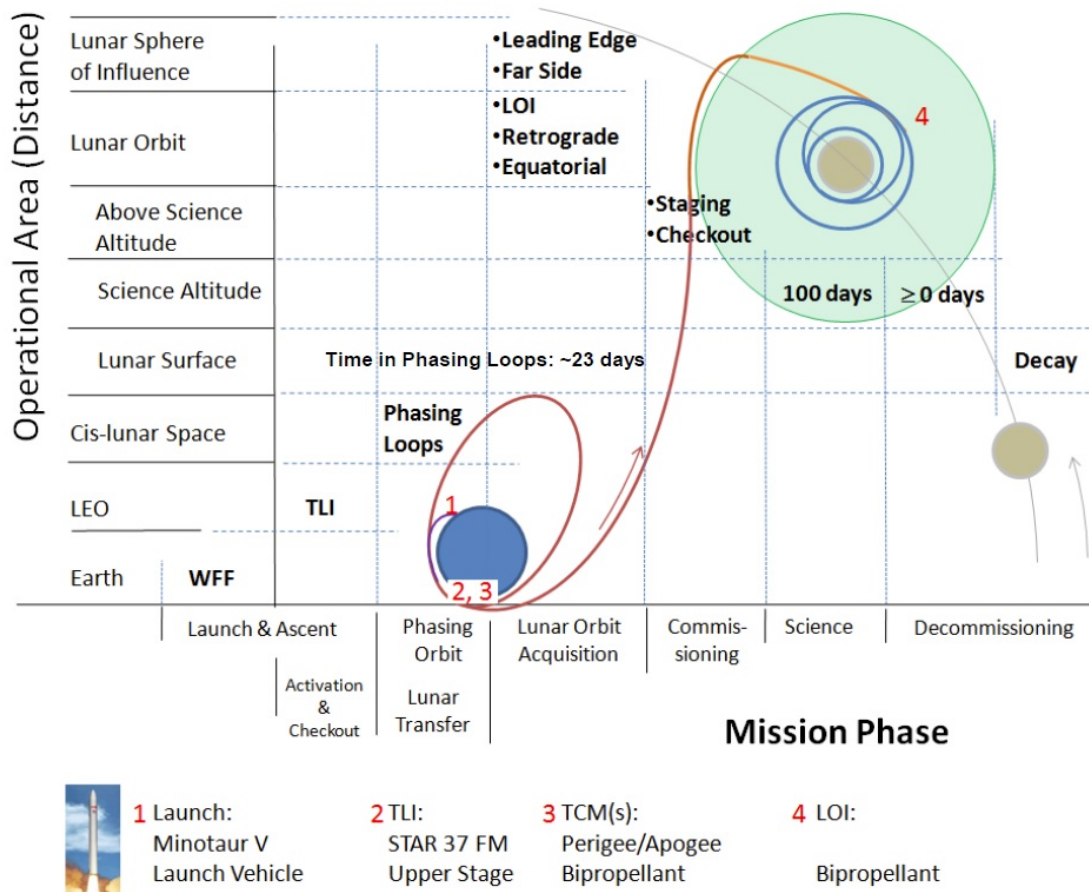 Operational Area (Distance)
Lunar Sphere
of Influence
•Leading Edge
•Far Side
Lunar Orbit
•LOI
•Retrograde
•Equatorial
4
Above Science
Altitude
•Staging
•Checkout
Science Altitude
100 days
≥0 days
Lunar Surface
Time in Phasing Loops: ~23 days
Decay
Cis-lunar Space
Phasing
Loops
LEO
TLI
1
Earth
WFF
2, 3
Launch & Ascent
Phasing
Orbit
Lunar Orbit
Acquisition
Commis-
sioning
Science
Decommissioning
Activation
&
Checkout
Lunar
Transfer
Mission Phase
1 Launch:
Minotaur V
Launch Vehicle
2 TLI:
STAR 37 FM
Upper Stage
3 TCM(s):
Perigee/Apogee
Bipropellant
4 LOI:
Bipropellant